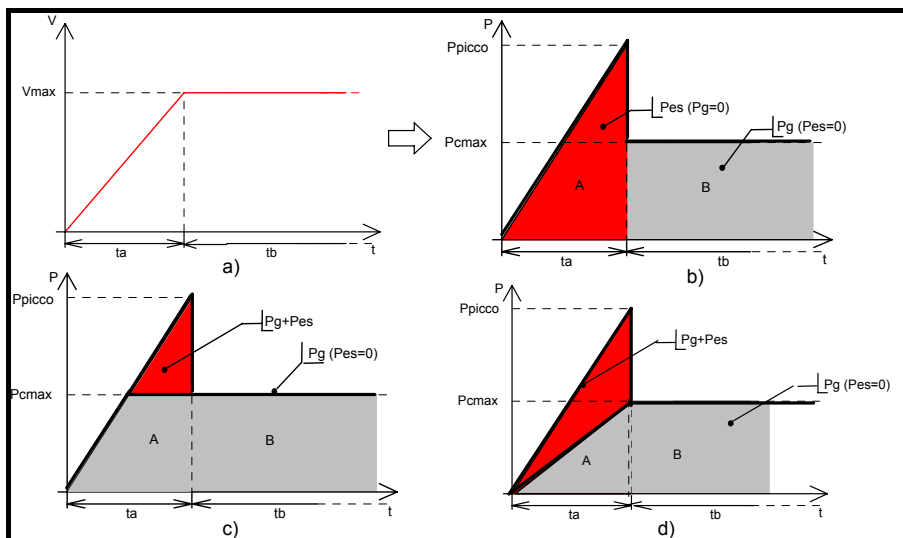 V
Vmax
ta
tb
t
a)
P
Ppicco
Pcmax
Pes (Pg=0)
Pg (Pes=0)
A
B
ta
tb
t
b)
P
Ppicco
Pcmax
Pg+Pes
Pg (Pes=0)
A
B
ta
tb
t
c)
P
Ppicco
Pcmax
Pg+Pes
Pg (Pes=0)
A
B
ta
tb
t
d)